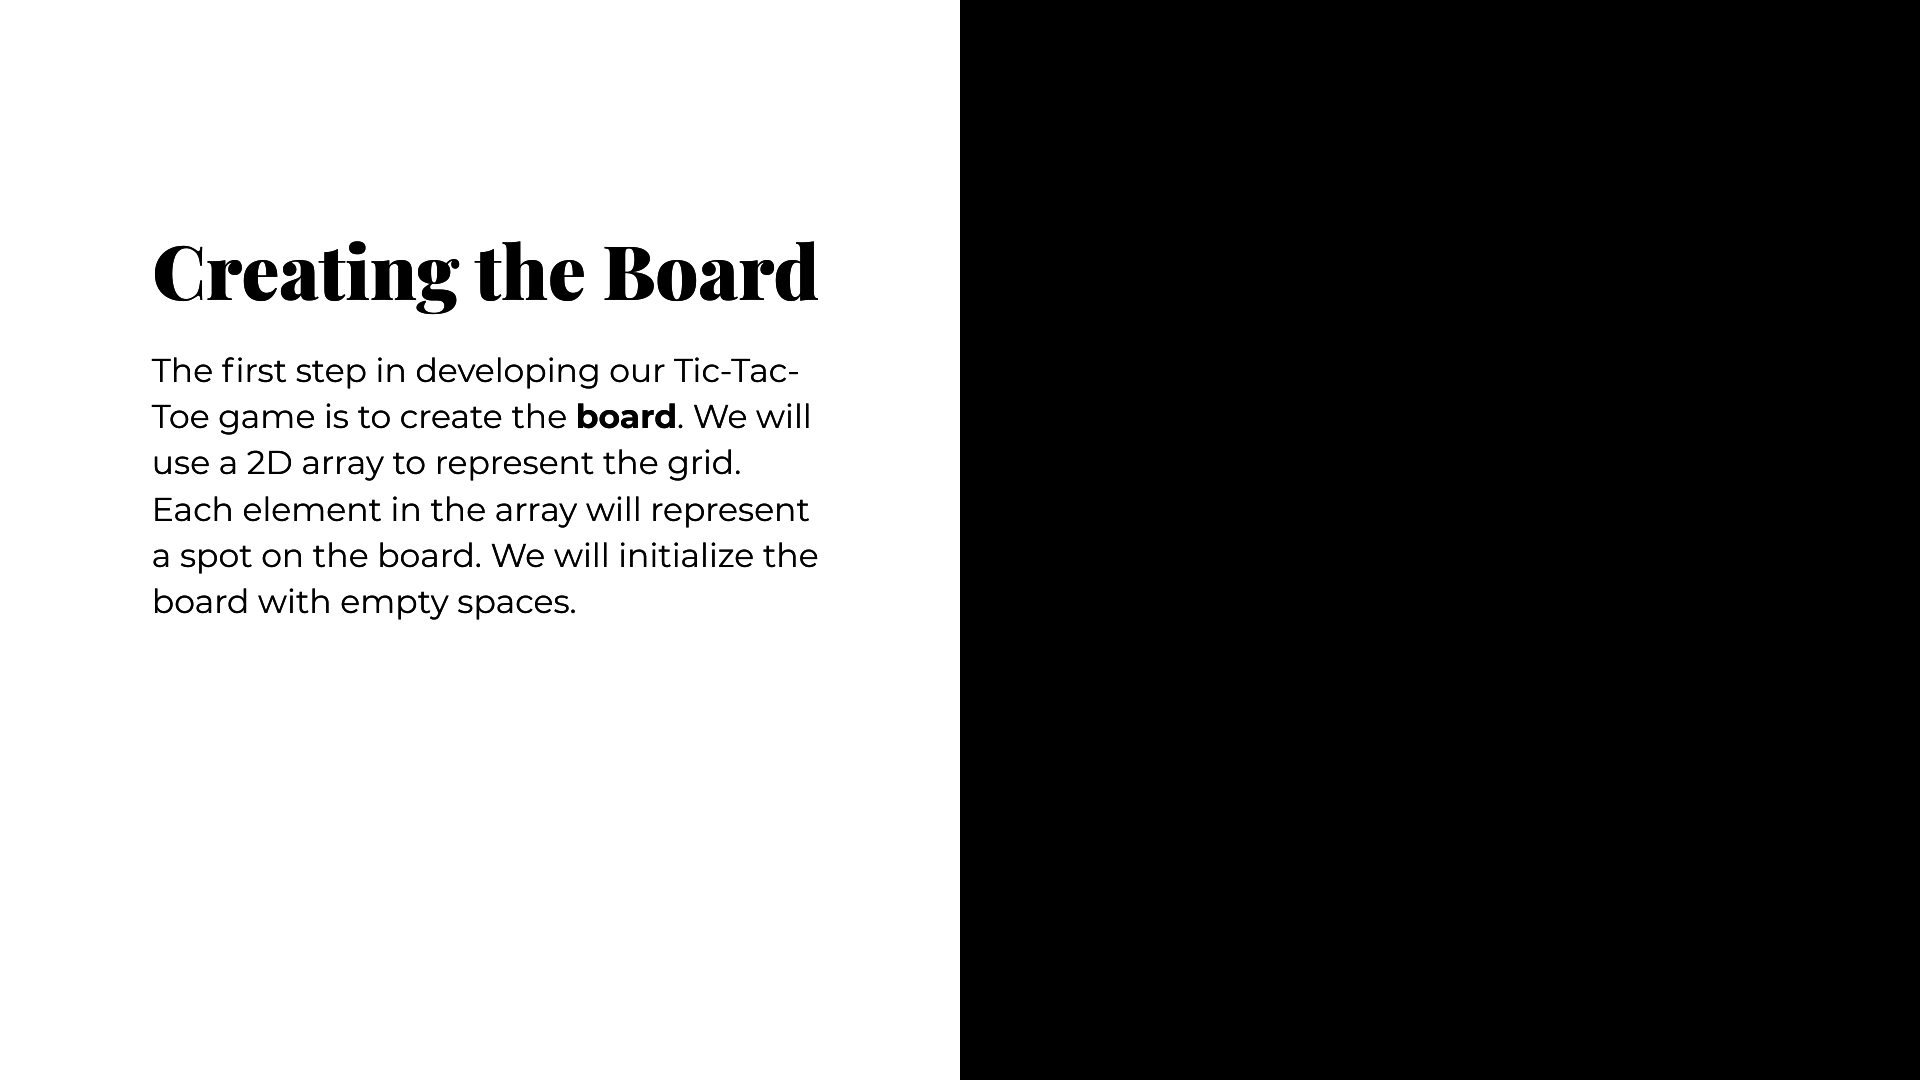 Creating the Board
The first step in developing our Tic-Tac-
Toe game is to create the board. We will
use a 2D array to represent the grid.
Each element in the array will represent
a spot on the board. We will initialize the
board with empty spaces.